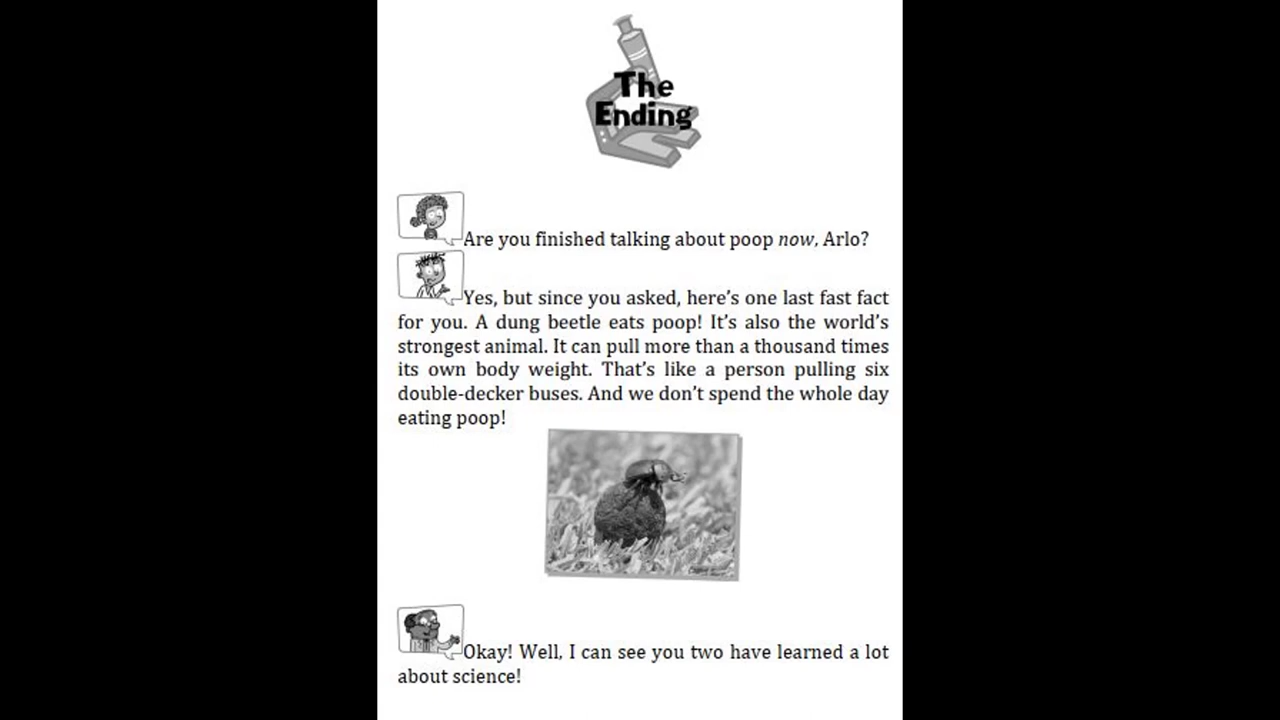 The
Ending
Are you finished talking about poop now, Arlo?
Yes, but since you asked, here’s one last fast fact
for you. A dung beetle eats poop! It’s also the world’s
strongest animal. It can pull more than a thousand times
its own body weight. That’s like a person pulling six
double-decker buses. And we don’t spend the whole day
eating poop!
Okay! Well, I can see you two have learned a lot
about science!